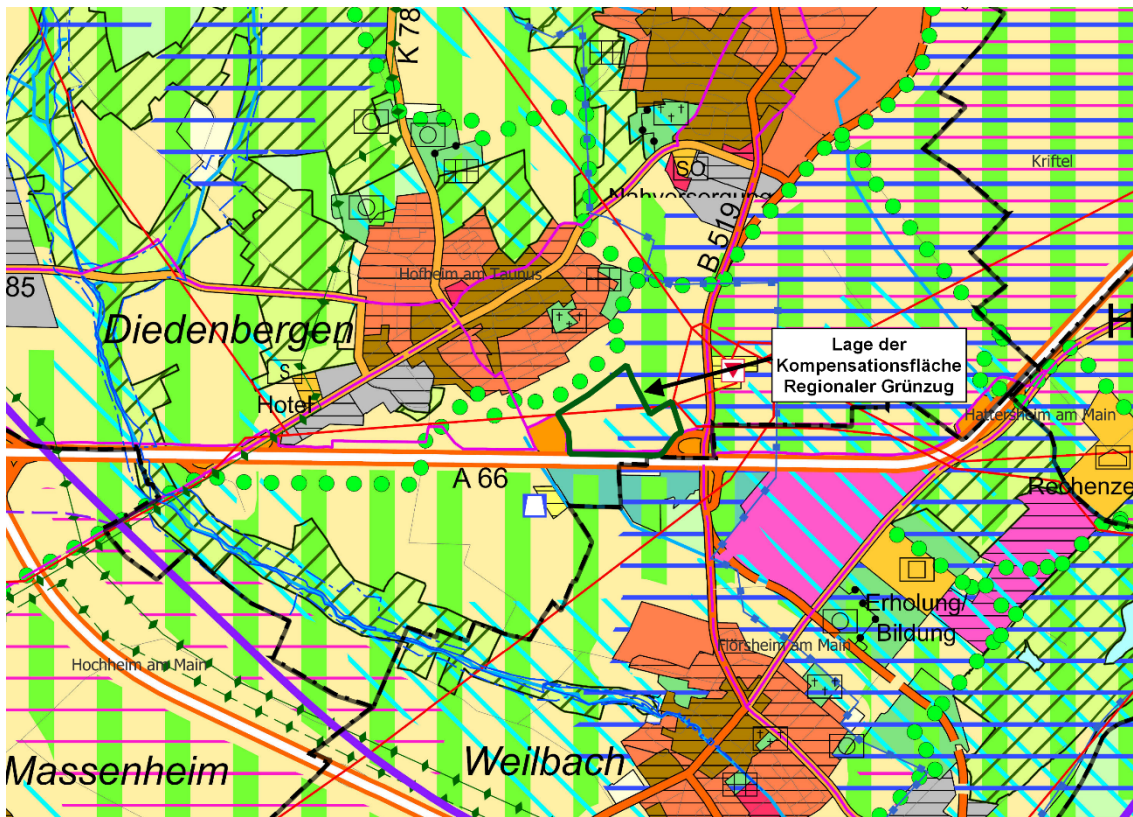 K 78
Kriftel
SO
Nahversorgung
B 519
Hofheim am Taunus
85
Diedenbergen
Lage der
Kompensationsfläche
Regionaler Grünzug
H
S
Hotel
Hattersheim am Main
A 66
Rechenze
Erholung/
Bildung
Flörsheim am Main
Hochheim am Main
Weilbach
Massenheim